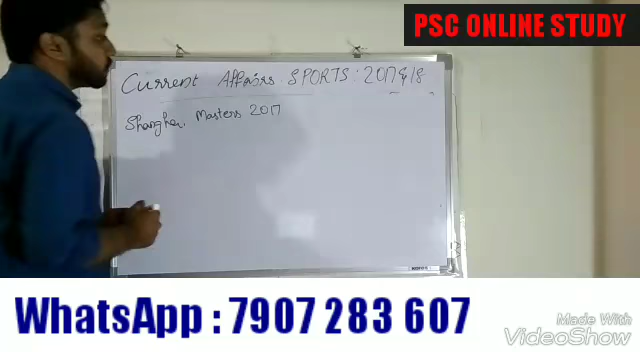 PSC ONLINE STUDY
Current Affairs SPORTS: 2017 & 18
Shanghai Masters 2017
WhatsApp : 7907 283 607
Made With
VideoShow